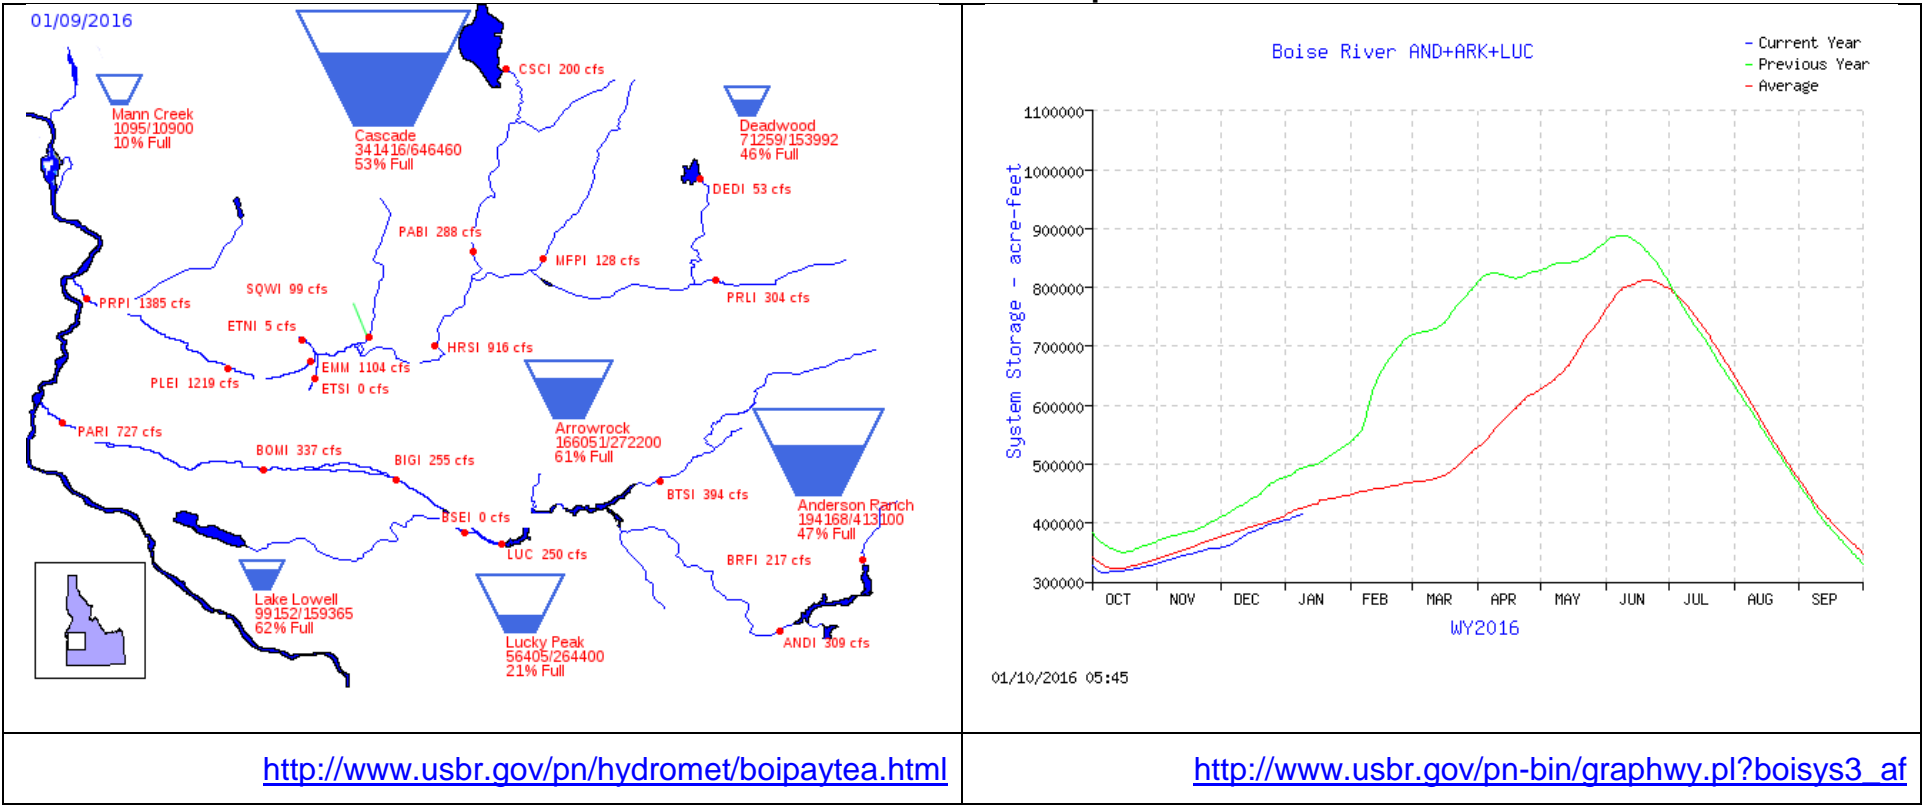 01/09/2016
Mann Creek
1095/10900
10% Full
Cascade
341416/646460
53% Full
CSCI 200 cfs
Deadwood
71259/153992
46% Full
DEDI 53 cfs
PABI 288 cfs
MFPI 128 cfs
PRLI 304 cfs
SQWI 99 cfs
PRPI 1385 cfs
ETNI 5 cfs
HRSI 916 cfs
EMM 1104 cfs
PLEI 1219 cfs
ETSI 0 cfs
Arrowrock
166051/272200
61% Full
PARI 727 cfs
BOMI 337 cfs
BIGI 255 cfs
BTSI 394 cfs
Anderson Ranch
194168/413100
47% Full
BSEI 0 cfs
LUC 250 cfs
BRFI 217 cfs
Lake Lowell
99152/159365
62% Full
Lucky Peak
56405/264400
21% Full
ANDI 309 cfs
http://www.usbr.gov/pn/hydromet/boipaytea.html
Boise River AND+ARK+LUC
- Current Year
- Previous Year
- Average
System Storage - acre-feet
1100000
1000000
900000
800000
700000
600000
500000
400000
300000
OCT NOV DEC JAN FEB MAR APR MAY JUN JUL AUG SEP
WY2016
01/10/2016 05:45
http://www.usbr.gov/pn-bin/graphwy.pl?boisys3_af